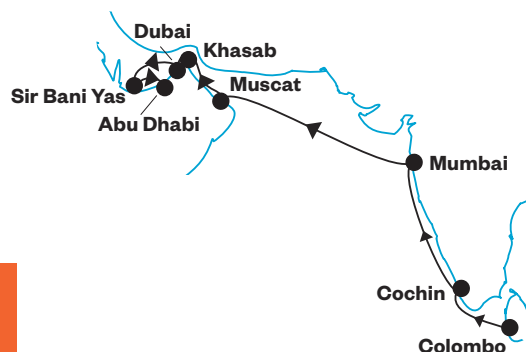 Dubai
Khasab
Muscat
Sir Bani Yas
Abu Dhabi
Mumbai
Cochin
Colombo